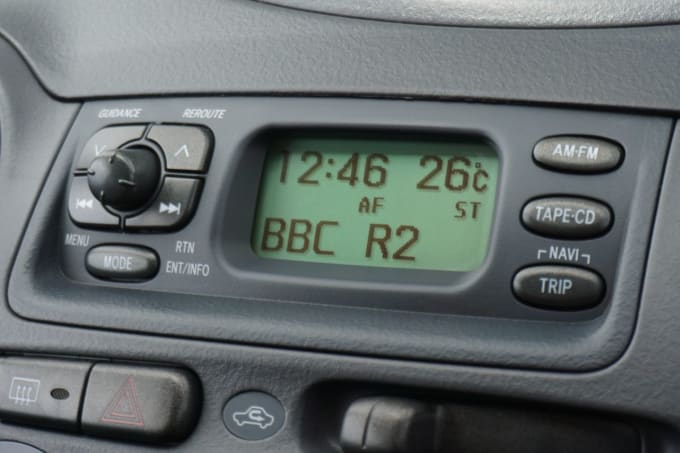 GUIDANCE REROUTE
12:46 26°C
AF ST
BBC R2
MENU
MODE
RTN
ENT/INFO
AM·FM
TAPE·CD
NAVI
TRIP